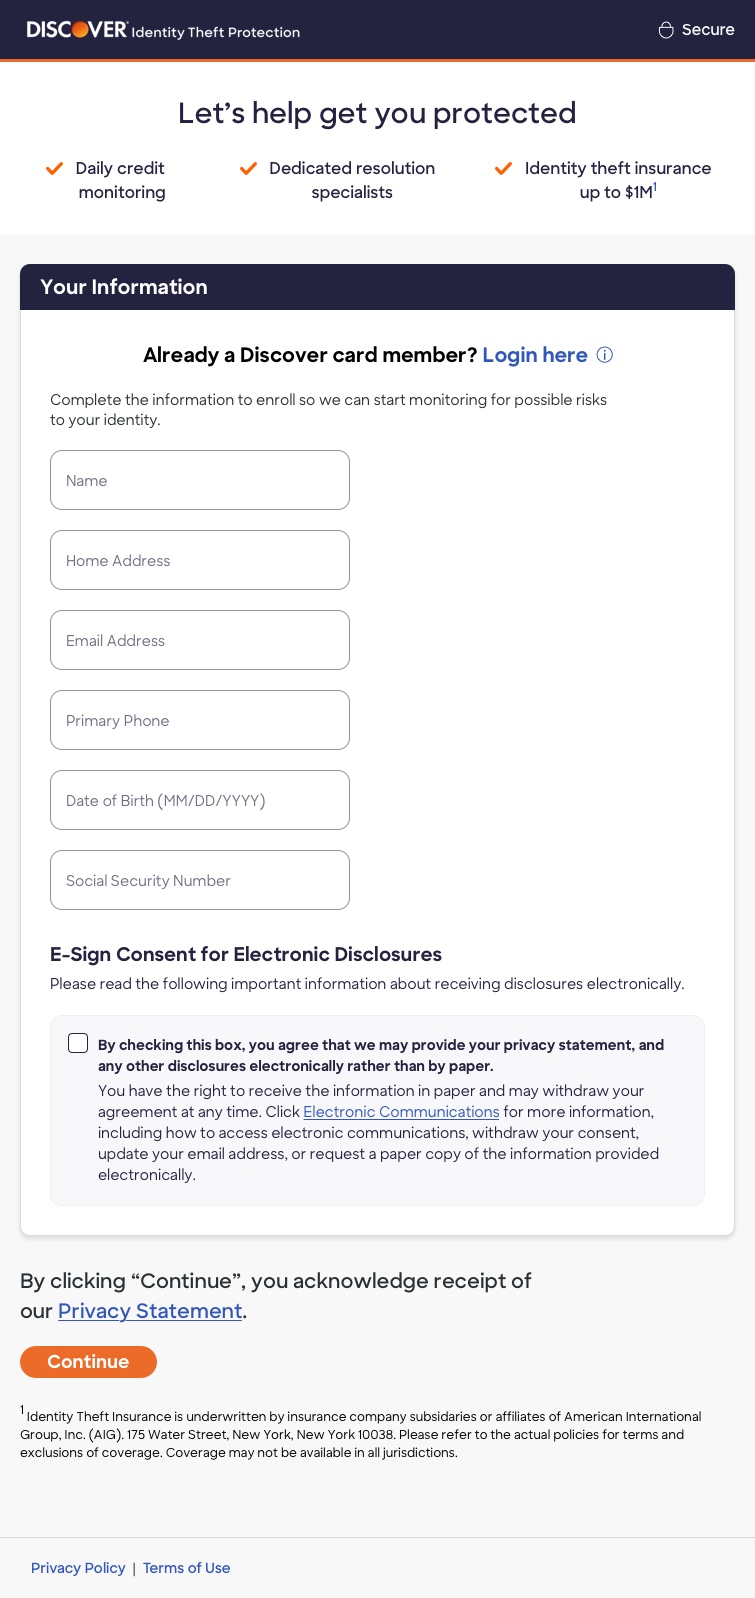 DISCOVER Identity Theft Protection
Secure
Let's help get you protected
Daily credit
monitoring
Dedicated resolution
specialists
Identity theft insurance
up to $1M1
Your Information
Already a Discover card member? Login here
Complete the information to enroll so we can start monitoring for possible risks
to your identity.
Name
Home Address
Email Address
Primary Phone
Date of Birth (MM/DD/YYYY)
Social Security Number
E-Sign Consent for Electronic Disclosures
Please read the following important information about receiving disclosures electronically.
By checking this box, you agree that we may provide your privacy statement, and
any other disclosures electronically rather than by paper.
You have the right to receive the information in paper and may withdraw your
agreement at any time. Click Electronic Communications for more information,
including how to access electronic communications, withdraw your consent,
update your email address, or request a paper copy of the information provided
electronically.
By clicking “Continue”, you acknowledge receipt of
our Privacy Statement.
Continue
1 Identity Theft Insurance is underwritten by insurance company subsidaries or affiliates of American International
Group, Inc. (AIG). 175 Water Street, New York, New York 10038. Please refer to the actual policies for terms and
exclusions of coverage. Coverage may not be available in all jurisdictions.
Privacy Policy | Terms of Use